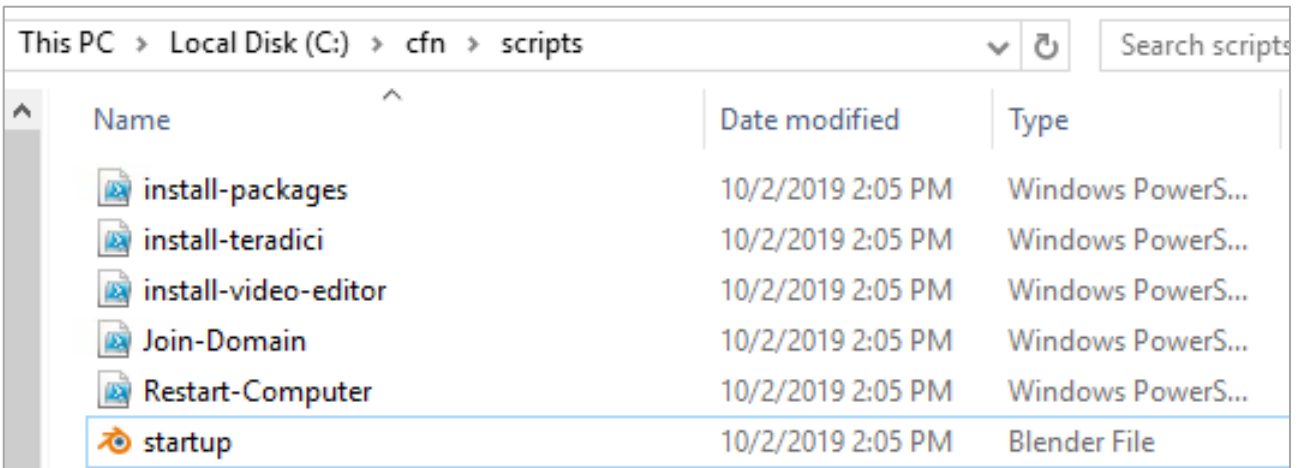 This PC > Local Disk (C:) > cfn > scripts Search scripts
Name Date modified Type
install-packages 10/2/2019 2:05 PM Windows PowerS...
install-teradici 10/2/2019 2:05 PM Windows PowerS...
install-video-editor 10/2/2019 2:05 PM Windows PowerS...
Join-Domain 10/2/2019 2:05 PM Windows PowerS...
Restart-Computer 10/2/2019 2:05 PM Windows PowerS...
startup 10/2/2019 2:05 PM Blender File